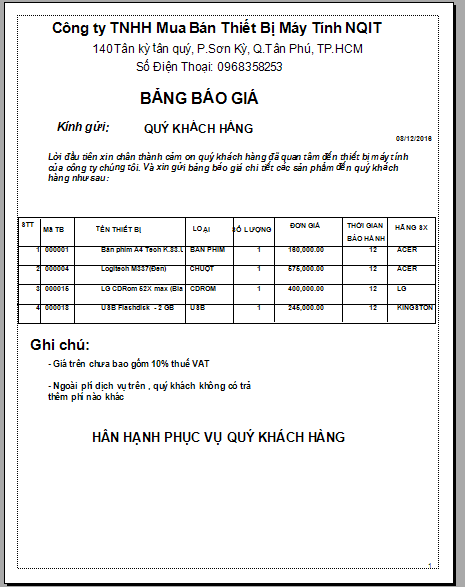 Công ty TNHH Mua Bán Thiết Bị Máy Tính NQIT
140Tân kỳ tân quý, P.Sơn Kỳ, Q.Tân Phú, TP.HCM
Số Điện Thoại: 0968358253
BẢNG BÁO GIÁ
Kính gửi: QUÝ KHÁCH HÀNG
08/12/2016
Lời đầu tiên xin chân thành cảm ơn quý khách hàng đã quan tâm đến thiết bị máy tính
của công ty chúng tôi. Và xin gửi bảng báo giá chi tiết các sản phẩm đến quý khách
hàng như sau:
STT Mã TB TÊN THIẾT BỊ LOẠI SỐ LƯỢNG ĐƠN GIÁ THỜI GIAN BẢO HÀNH HÃNG SX
1 000001 Bàn phím A4 Tech K.S3.L BÀN PHÍM 1 160,000.00 12 ACER
2 000004 Logitech M337(Đen) CHUỘT 1 575,000.00 12 ACER
3 000015 LG CDRom 52X max (Bla CDROM 1 400,000.00 12 LG
4 000018 USB Flashdisk - 2 GB USB 1 245,000.00 12 KINGSTON
Ghi chú:
- Giá trên chưa bao gồm 10% thuế VAT
- Ngoài phí dịch vụ trên , quý khách không có trả
thêm phí nào khác
HÂN HẠNH PHỤC VỤ QUÝ KHÁCH HÀNG
1